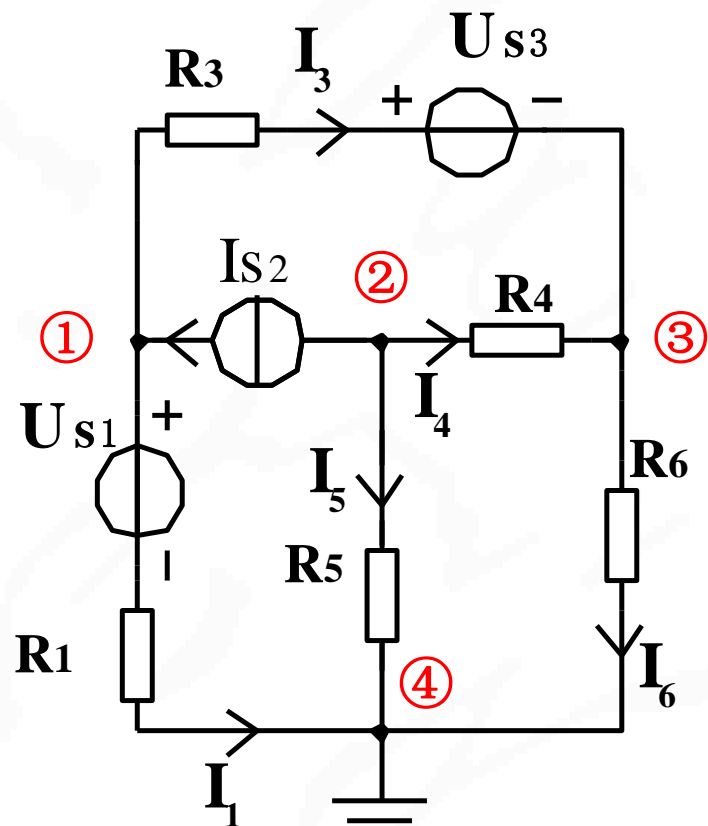 R3
I3
Us3
+
−
Is2
②
R4
①
③
I4
Us1
+
−
I5
R6
R5
R1
④
I6
I1